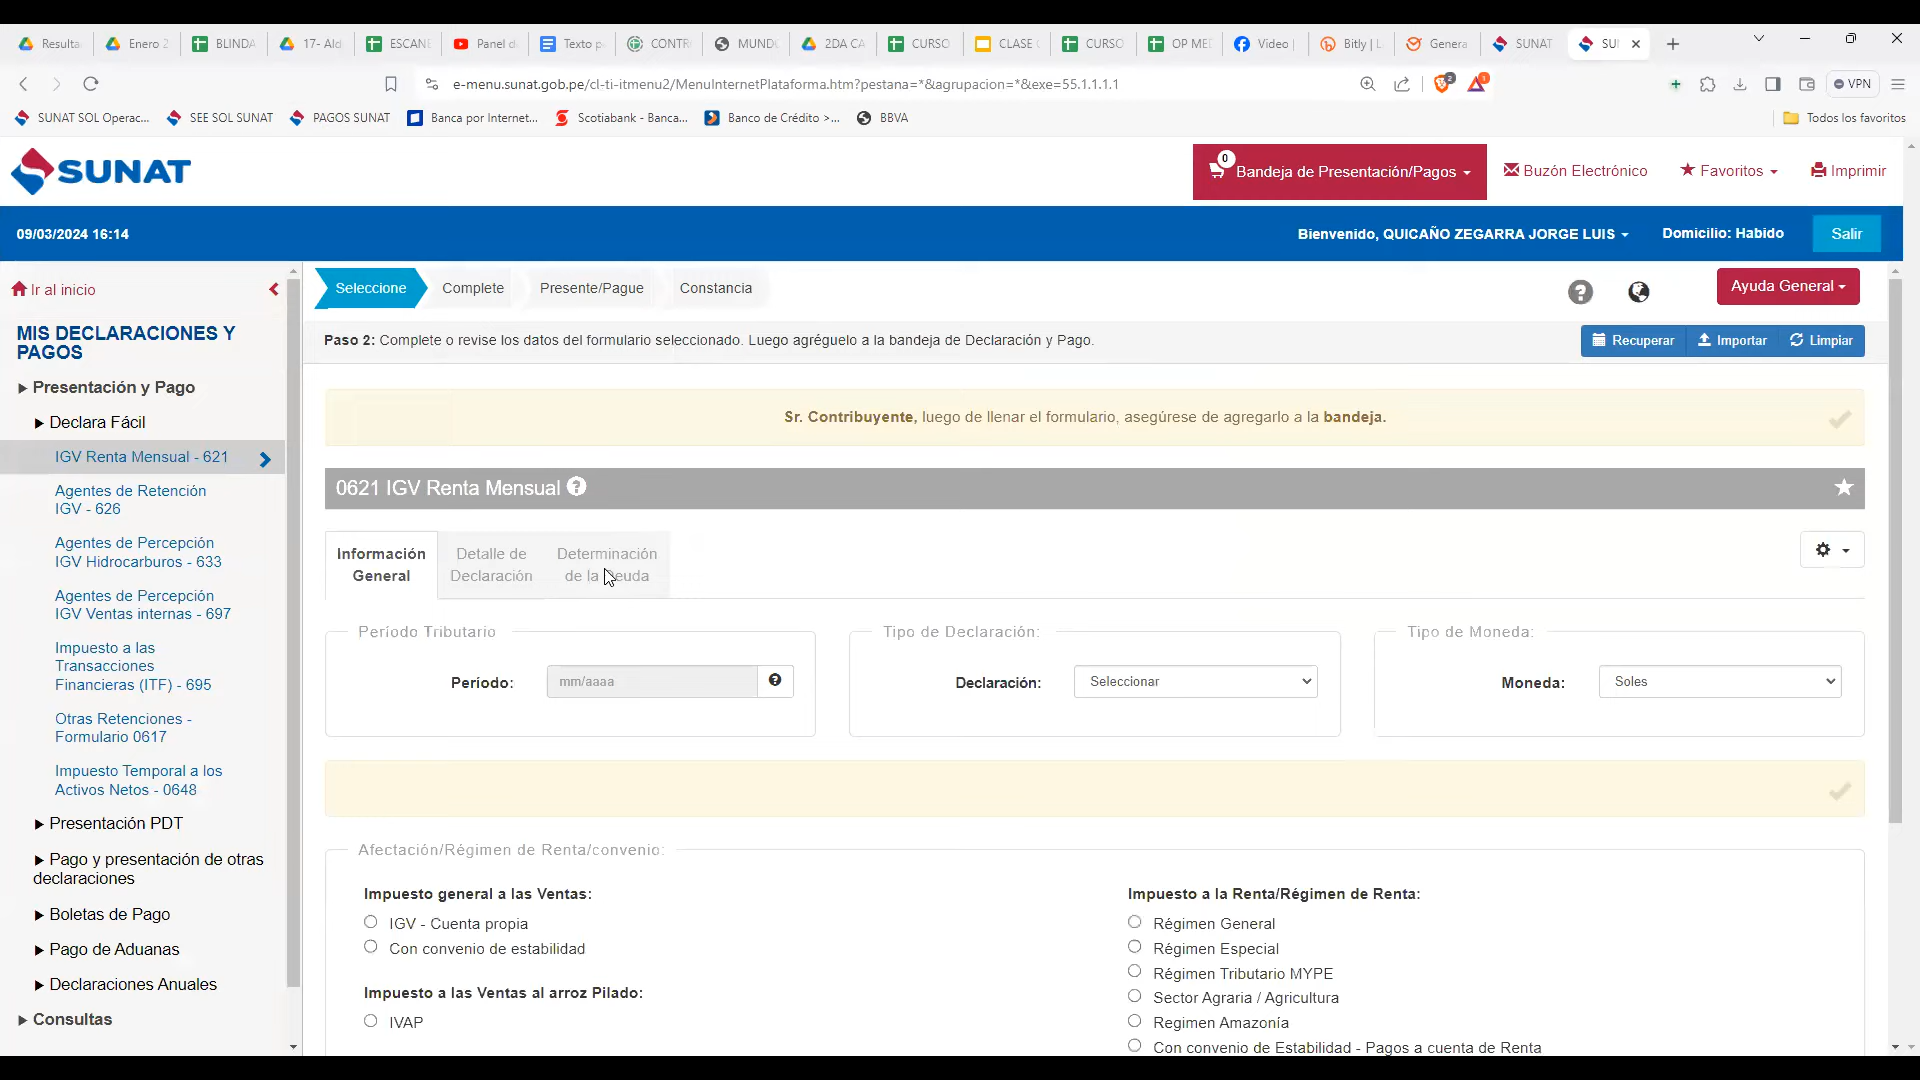 Resulta
Enero 2
BLINDA
17- Ald
ESCANE
Panel d
Texto p
CONTR
MUND
2DA CA
CURSO
CLASE
CURSO
OP MED
Video
Bitly | L
Genera
SUNAT
SU
e-menu.sunat.gob.pe/cl-ti-itmenu2/MenuInternetPlataforma.htm?pestana=*&agrupacion=*&exe=55.1.1.1.1
2
1
VPN
SUNAT SOL Operac...
SEE SOL SUNAT
PAGOS SUNAT
Banca por Internet...
Scotiabank - Banca...
Banco de Crédito >...
BBVA
Todos los favoritos
SUNAT
0
Bandeja de Presentación/Pagos
Buzón Electrónico
Favoritos
Imprimir
09/03/2024 16:14
Bienvenido, QUICAÑO ZEGARRA JORGE LUIS
Domicilio: Habido
Salir
Ir al inicio
MIS DECLARACIONES Y
PAGOS
Presentación y Pago
Declara Fácil
IGV Renta Mensual - 621
Agentes de Retención
IGV - 626
Agentes de Percepción
IGV Hidrocarburos - 633
Agentes de Percepción
IGV Ventas internas - 697
Impuesto a las
Transacciones
Financieras (ITF) - 695
Otras Retenciones -
Formulario 0617
Impuesto Temporal a los
Activos Netos - 0648
Presentación PDT
Pago y presentación de otras
declaraciones
Boletas de Pago
Pago de Aduanas
Declaraciones Anuales
Consultas
Seleccione
Complete
Presente/Pague
Constancia
Ayuda General
Paso 2: Complete o revise los datos del formulario seleccionado. Luego agréguelo a la bandeja de Declaración y Pago.
Recuperar
Importar
Limpiar
Sr. Contribuyente, luego de llenar el formulario, asegúrese de agregarlo a la bandeja.
0621 IGV Renta Mensual
Información
General
Detalle de
Declaración
Determinación
de la Deuda
Período Tributario
Período:
mm/aaaa
Tipo de Declaración:
Declaración:
Seleccionar
Tipo de Moneda:
Moneda:
Soles
Afectación/Régimen de Renta/convenio:
Impuesto general a las Ventas:
IGV - Cuenta propia
Con convenio de estabilidad
Impuesto a las Ventas al arroz Pilado:
IVAP
Impuesto a la Renta/Régimen de Renta:
Régimen General
Régimen Especial
Régimen Tributario MYPE
Sector Agraria / Agricultura
Regimen Amazonía
Con convenio de Estabilidad - Pagos a cuenta de Renta